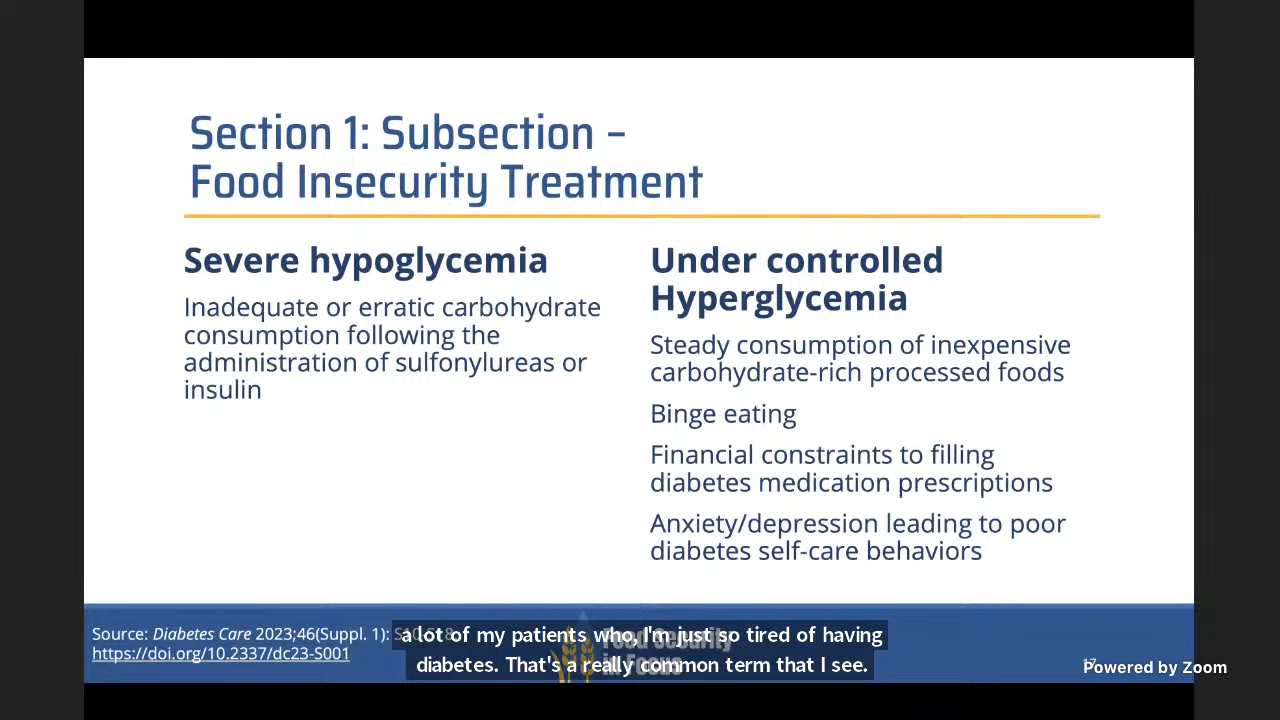 Section 1: Subsection –
Food Insecurity Treatment
Severe hypoglycemia
Inadequate or erratic carbohydrate
consumption following the
administration of sulfonylureas or
insulin
Under controlled
Hyperglycemia
Steady consumption of inexpensive
carbohydrate-rich processed foods
Binge eating
Financial constraints to filling
diabetes medication prescriptions
Anxiety/depression leading to poor
diabetes self-care behaviors
Source: Diabetes Care 2023;46(Suppl. 1):
https://doi.org/10.2337/dc23-S001
Food Security
in Focus
a lot of my patients who, I'm just so tired of having
diabetes. That's a really common term that I see.
Powered by Zoom